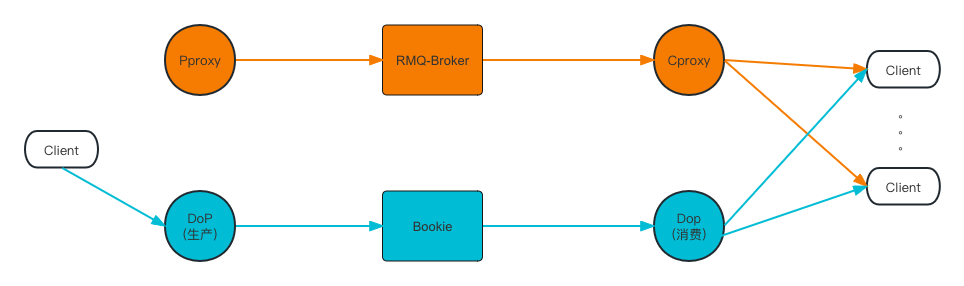 Pproxy
RMQ-Broker
Cproxy
Client
Client
Client
DoP
(生产)
Bookie
Dop
(消费)